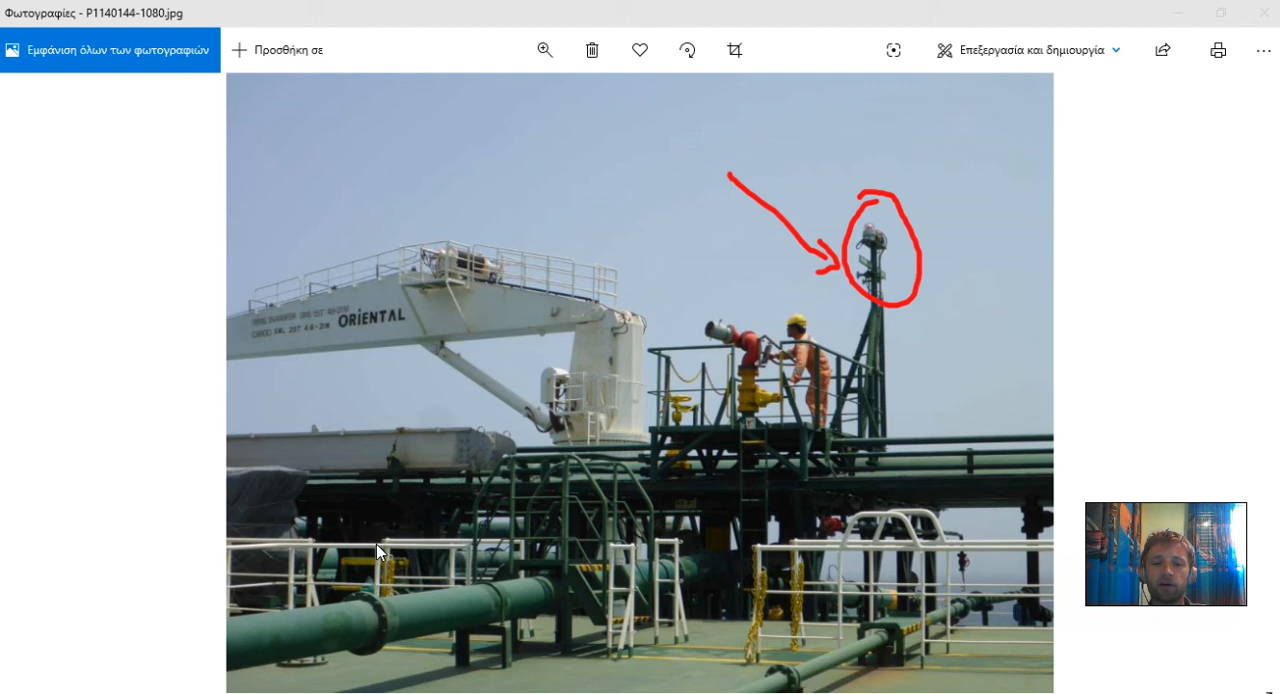 Φωτογραφίες - P1140144-1080.jpg
Εμφάνιση όλων των φωτογραφιών
Προσθήκη σε
Επεξεργασία και δημιουργία
ORIENTAL